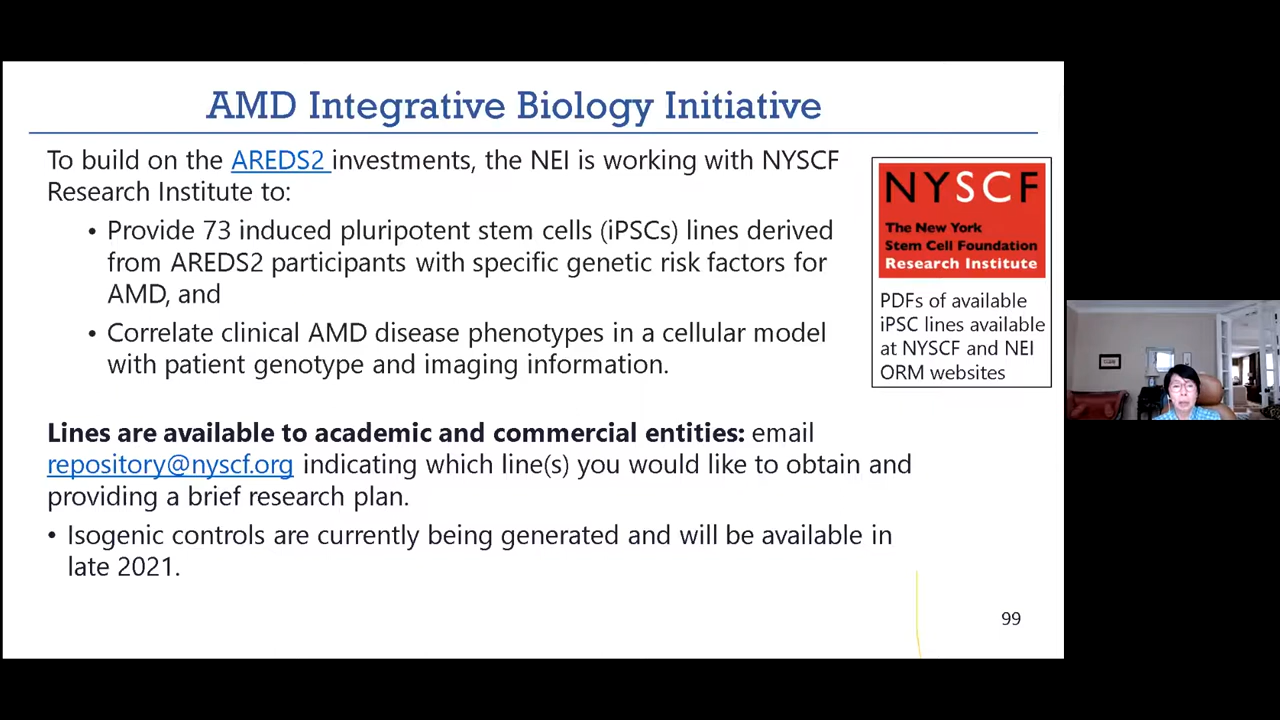 AMD Integrative Biology Initiative
To build on the AREDS2 investments, the NEI is working with NYSCF
Research Institute to:
• Provide 73 induced pluripotent stem cells (iPSCs) lines derived
from AREDS2 participants with specific genetic risk factors for
AMD, and
• Correlate clinical AMD disease phenotypes in a cellular model
with patient genotype and imaging information.
NYSCF
The New York
Stem Cell Foundation
Research Institute
PDFs of available
iPSC lines available
at NYSCF and NEI
ORM websites
Lines are available to academic and commercial entities: email
repository@nyscf.org indicating which line(s) you would like to obtain and
providing a brief research plan.
• Isogenic controls are currently being generated and will be available in
late 2021.
99